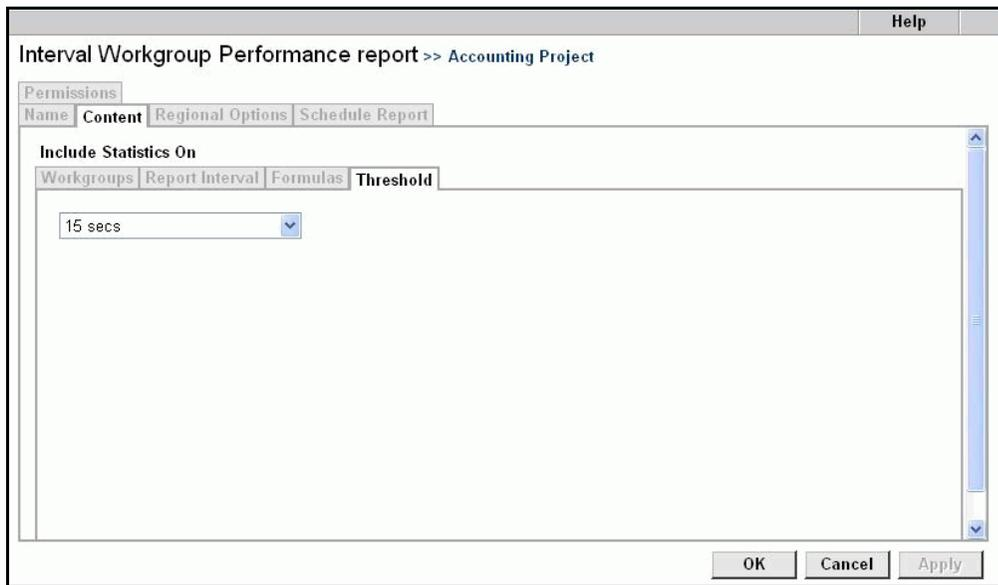 Help
Interval Workgroup Performance report >> Accounting Project
Permissions
Name Content Regional Options Schedule Report
Include Statistics On
Workgroups Report Interval Formulas Threshold
15 secs
OK Cancel Apply